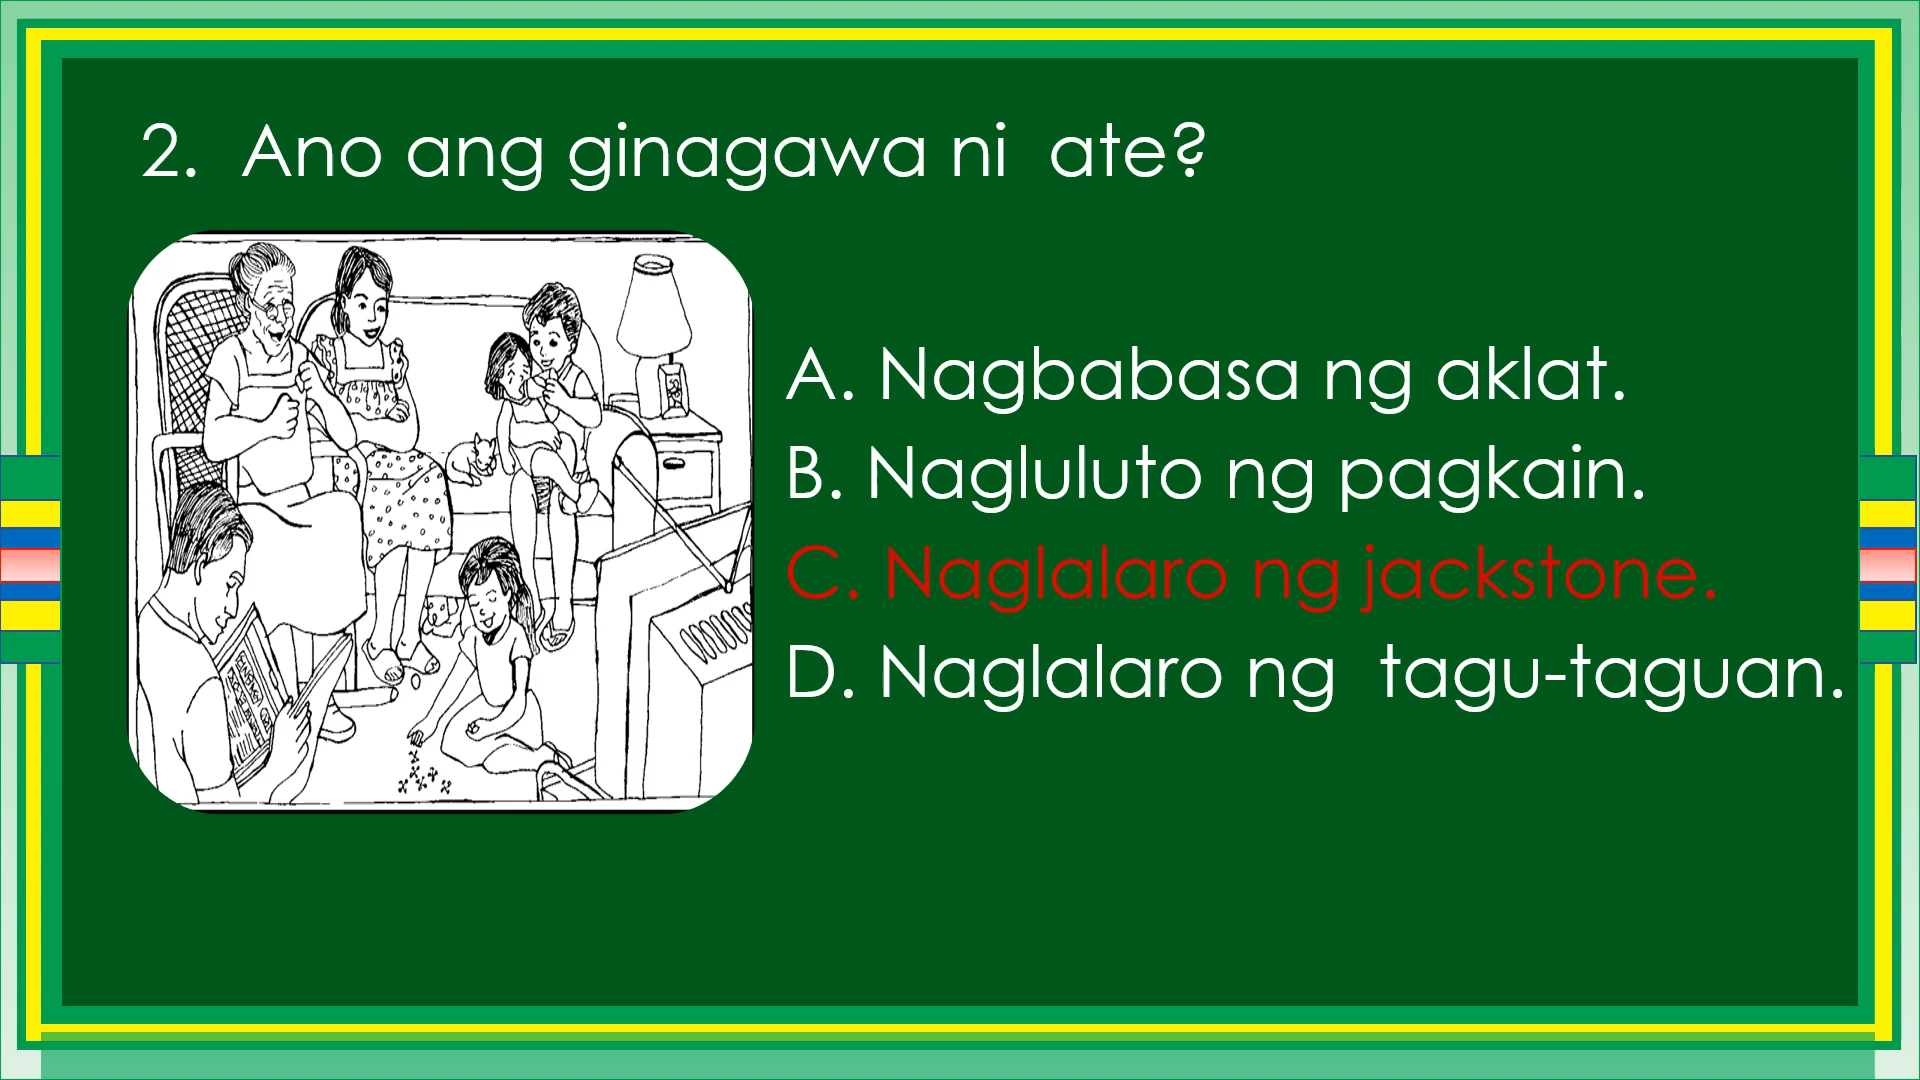 2. Ano ang ginagawa ni ate?
A. Nagbabasa ng aklat.
B. Nagluluto ng pagkain.
C. Naglalaro ng jackstone.
D. Naglalaro ng tagu-taguan.